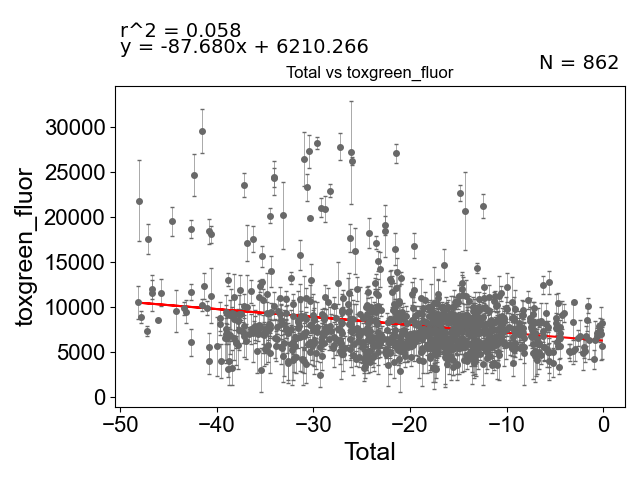 r^2 = 0.058
y = -87.680x + 6210.266
N = 862
Total vs toxgreen_fluor
toxgreen_fluor
30000
25000
20000
15000
10000
5000
0
−50
−40
−30
−20
−10
0
Total